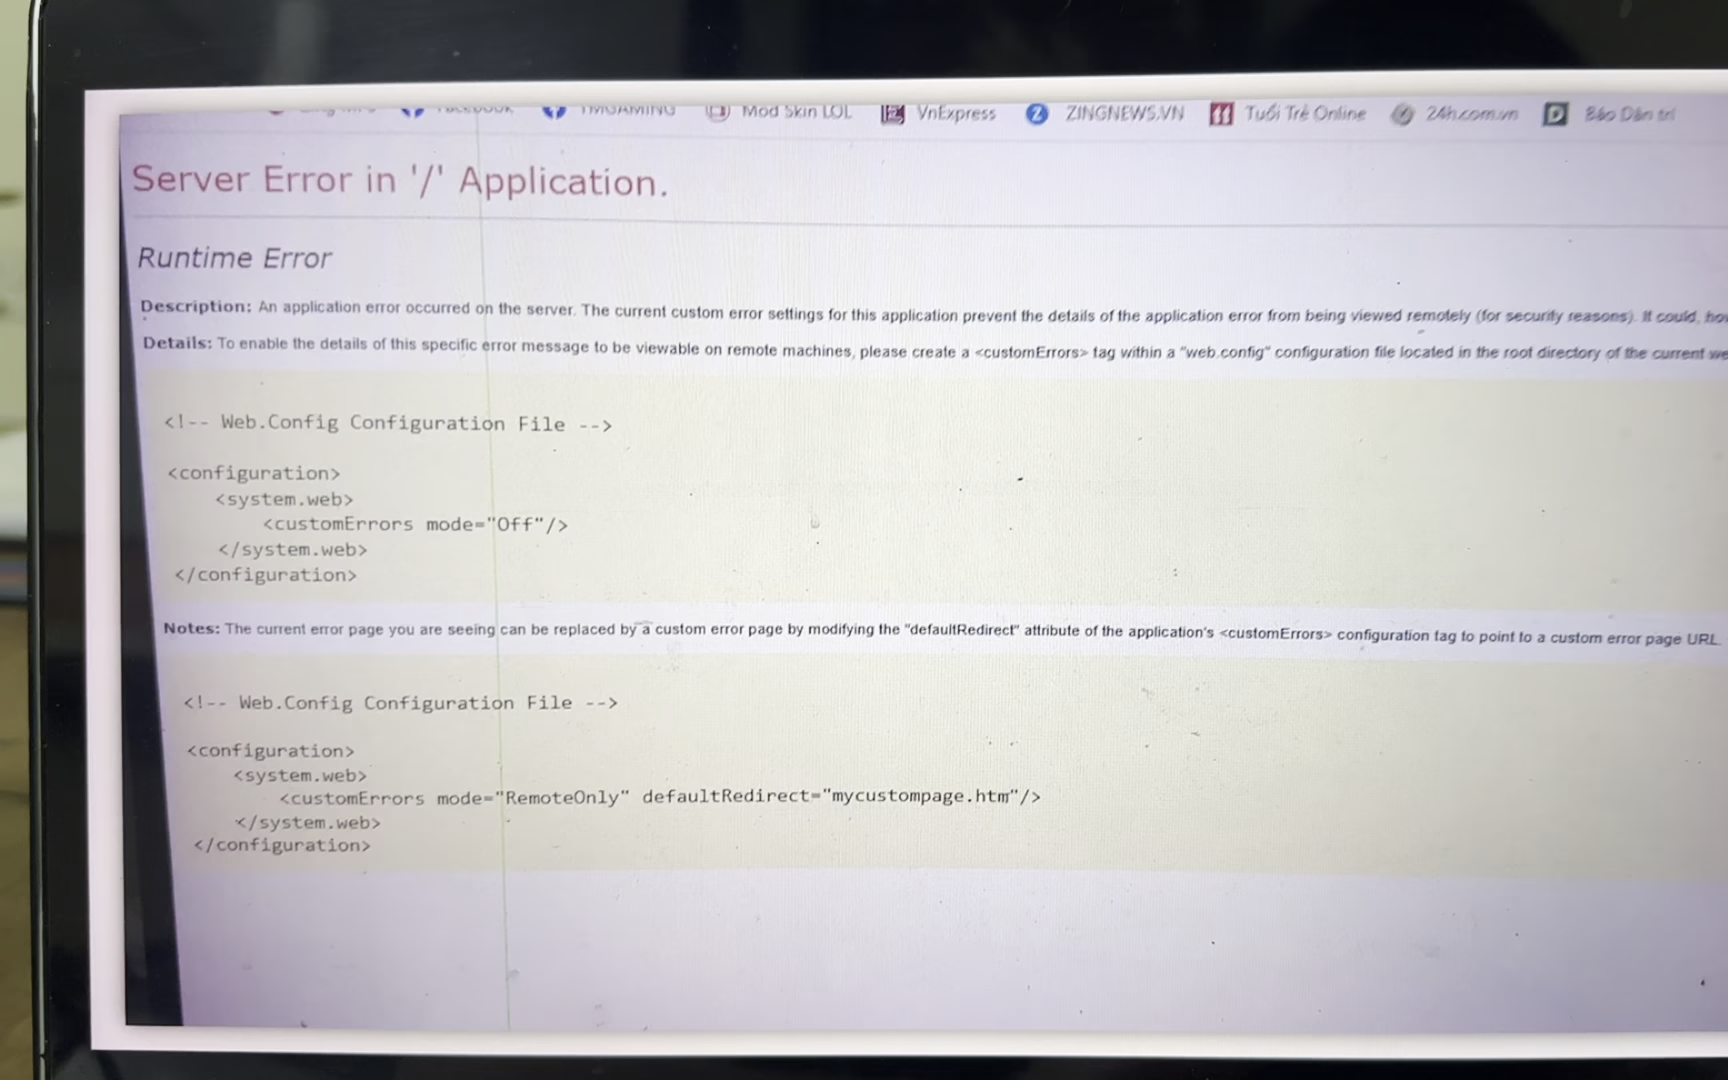 FACEBOOK TMGAMING Mod Skin LOL VnExpress ZINGNEWS.VN Tuổi Trẻ Online 24h.com.vn Báo Dân trí
Server Error in '/' Application.
Runtime Error
Description: An application error occurred on the server. The current custom error settings for this application prevent the details of the application error from being viewed remotely (for security reasons). It could,
Details: To enable the details of this specific error message to be viewable on remote machines, please create a <customErrors> tag within a "web.config" configuration file located in the root directory of the current
<!-- Web.Config Configuration File -->
<configuration>
<system.web>
<customErrors mode="Off"/>
</system.web>
</configuration>
Notes: The current error page you are seeing can be replaced by a custom error page by modifying the "defaultRedirect" attribute of the application's <customErrors> configuration tag to point to a custom error page URL.
<!-- Web.Config Configuration File -->
<configuration>
<system.web>
<customErrors mode="RemoteOnly" defaultRedirect="mycustompage.htm"/>
</system.web>
</configuration>